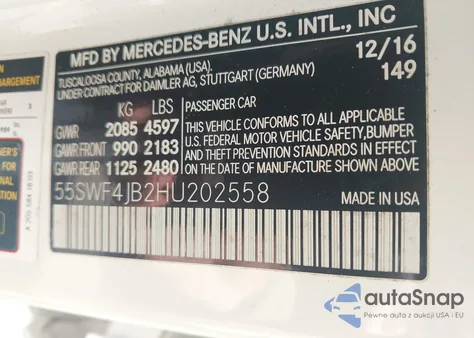 MFD BY MERCEDES-BENZ U.S. INTL., INC
TUSCALOOSA COUNTY, ALABAMA (USA).
UNDER CONTRACT FOR DAIMLER AG, STUTTGART (GERMANY)
12/16
149
KG LBS
GVWR 2085 4597
GAWR FRONT 990 2183
GAWR REAR 1125 2480
PASSENGER CAR
THIS VEHICLE CONFORMS TO ALL APPLICABLE
U.S. FEDERAL MOTOR VEHICLE SAFETY, BUMPER
AND THEFT PREVENTION STANDARDS IN EFFECT
ON THE DATE OF MANUFACTURE SHOWN ABOVE
55SWF4JB2HU202558
MADE IN USA
autaSnap
Pewne auta z aukcji USA i EU